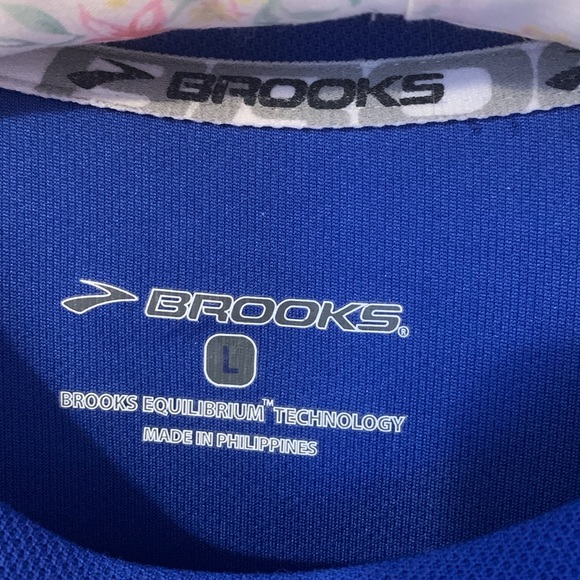 BROOKS
BROOKS®
L
BROOKS EQUILIBRIUM™ TECHNOLOGY
MADE IN PHILIPPINES